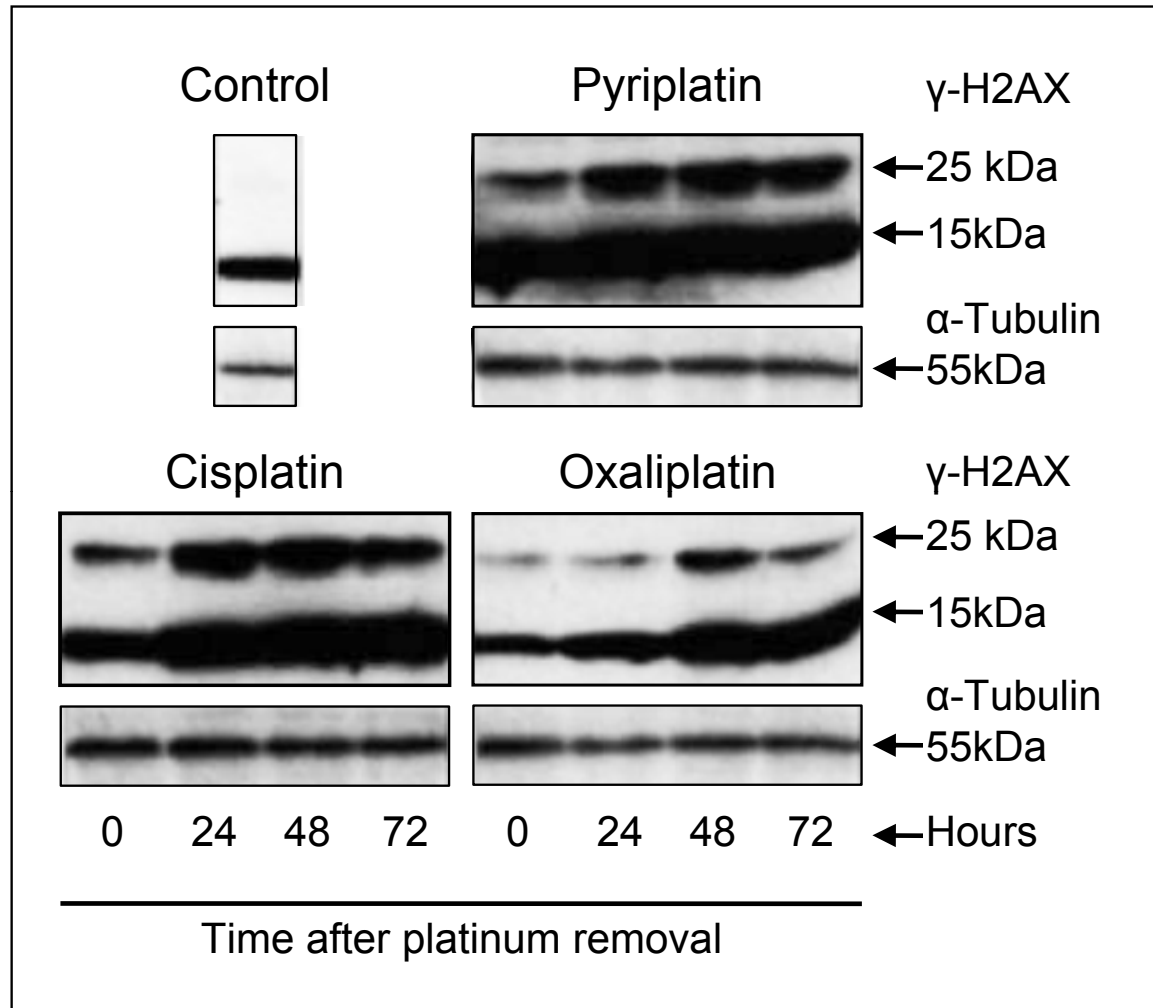 Control
Pyriplatin
γ-H2AX
25 kDa
15kDa
α-Tubulin
55kDa
Cisplatin
Oxaliplatin
γ-H2AX
25 kDa
15kDa
α-Tubulin
55kDa
0 24 48 72 0 24 48 72 Hours
Time after platinum removal